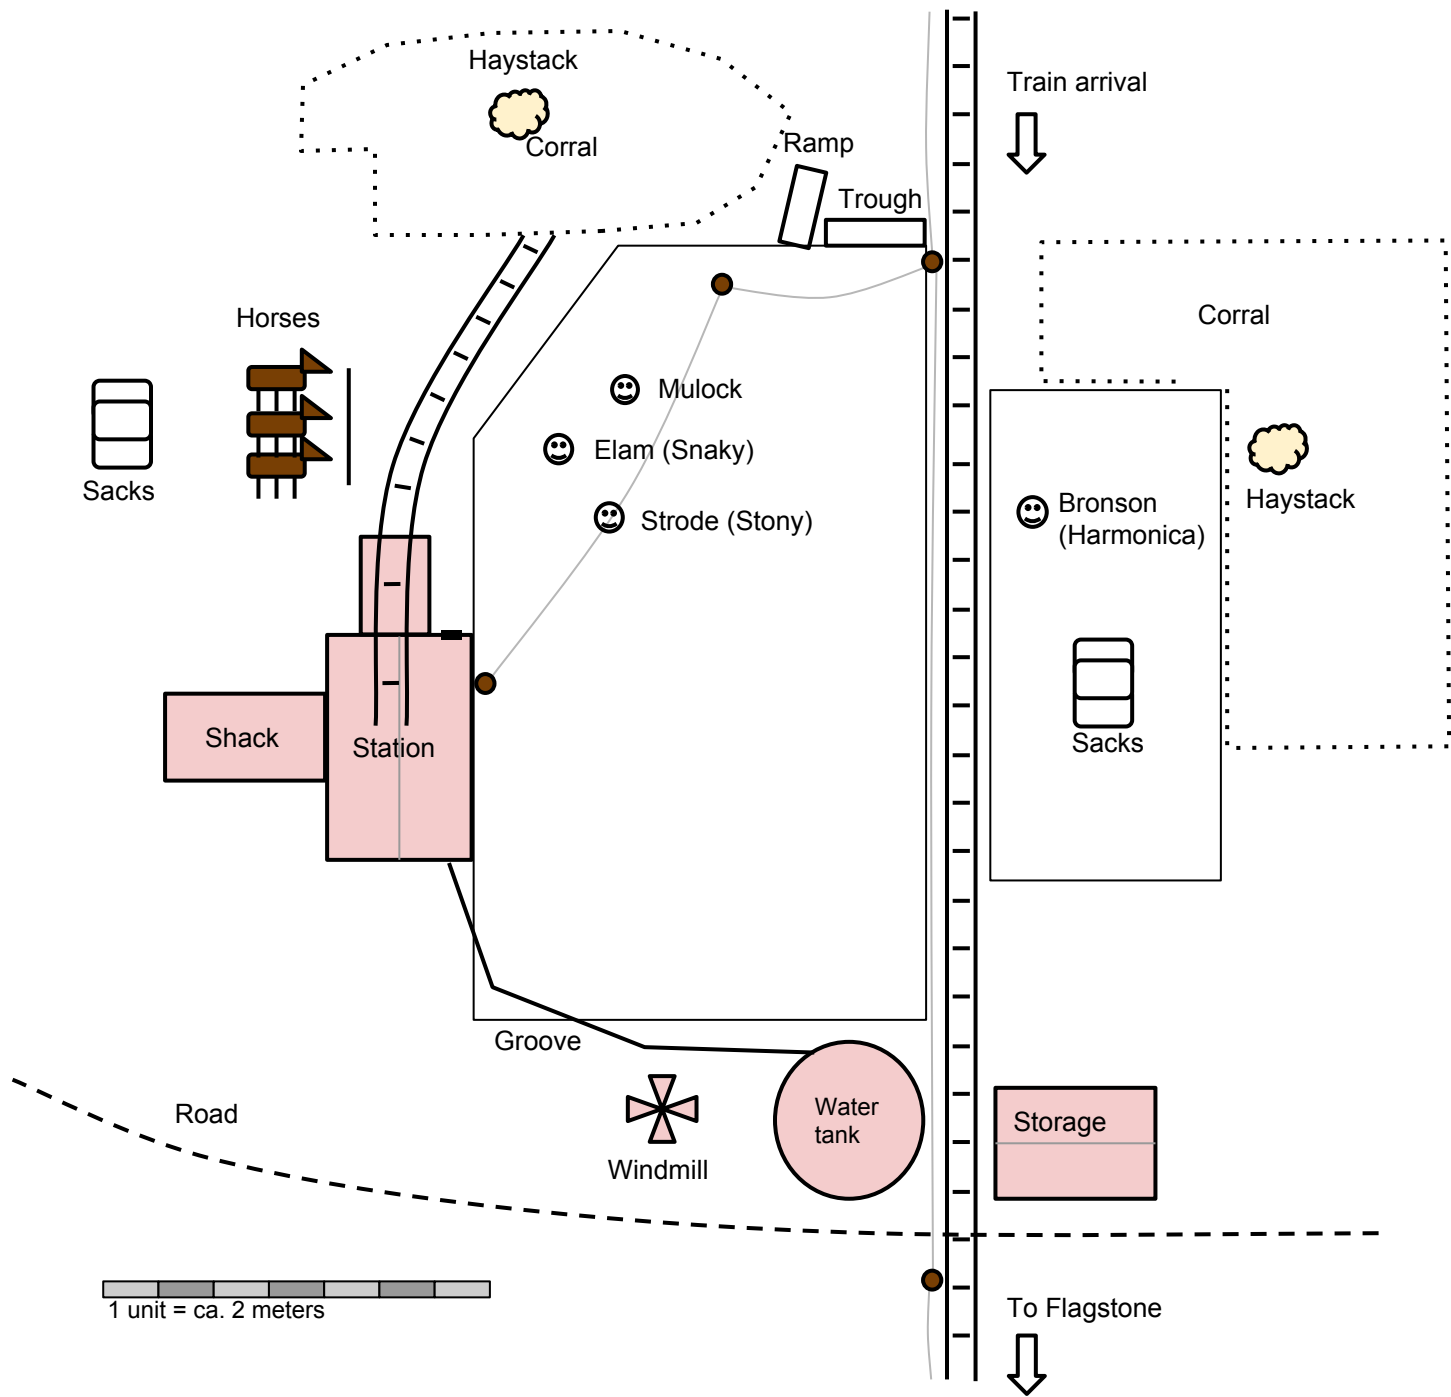 Haystack
Train arrival
Corral
Ramp
Trough
Horses
Corral
Mulock
Elam (Snaky)
Sacks
Haystack
Bronson
(Harmonica)
Strode (Stony)
Shack
Station
Sacks
Groove
Road
Water
tank
Storage
Windmill
1 unit = ca. 2 meters
To Flagstone